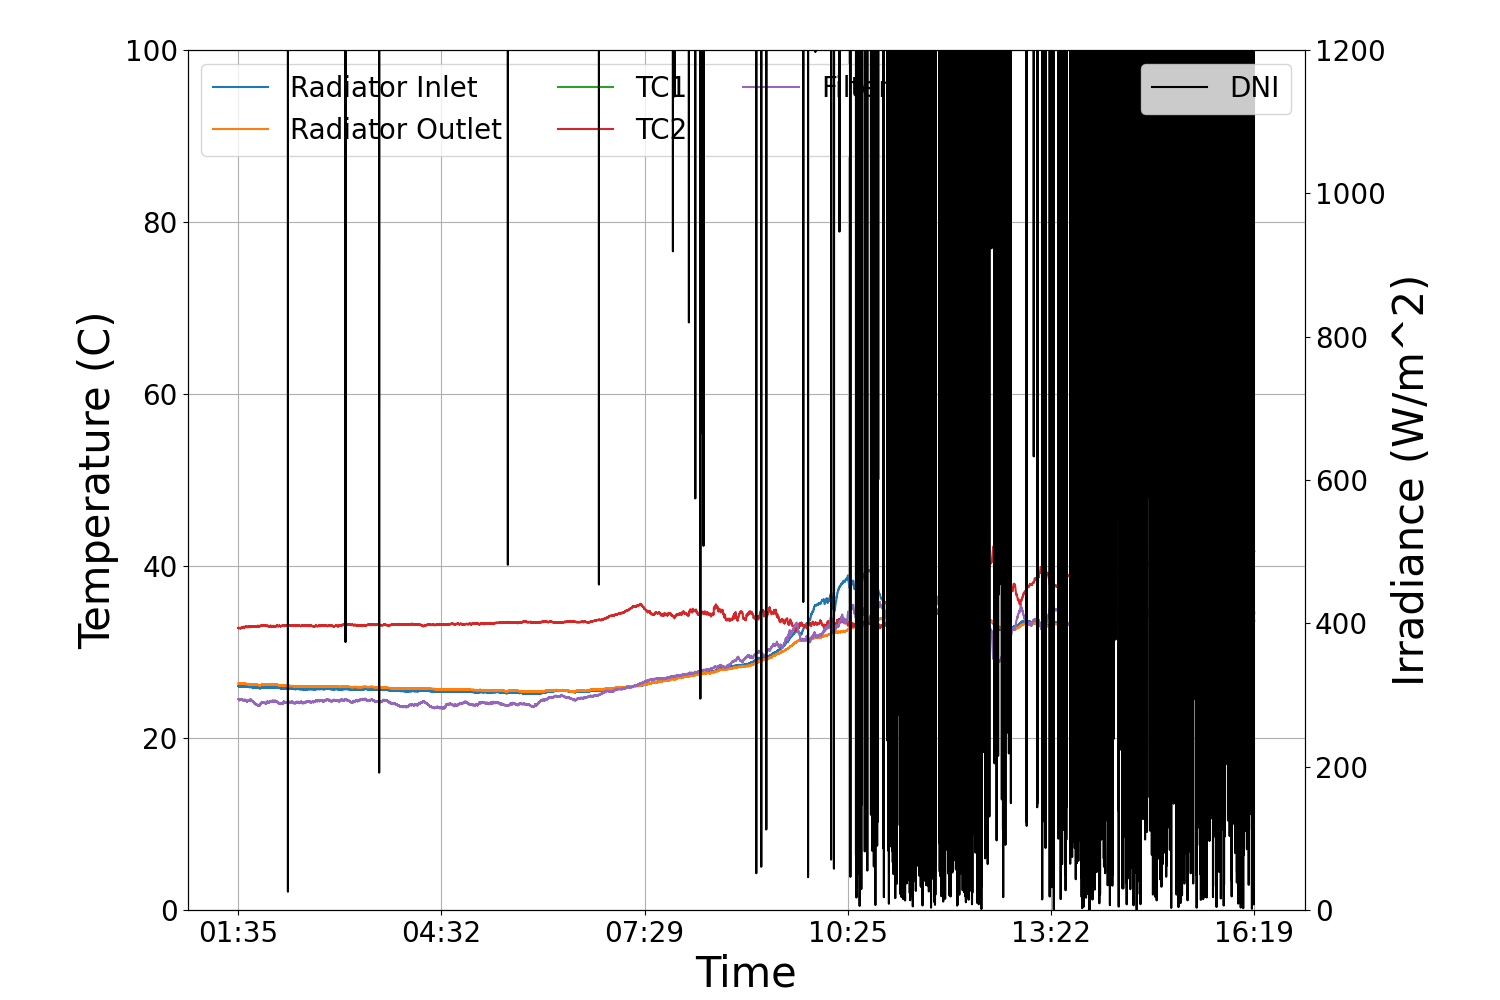 100
80
60
40
20
0
Temperature (C)
Radiator Inlet
Radiator Outlet
TC1
TC2
DNI
1200
1000
800
600
400
200
0
Irradiance (W/m^2)
01:35 04:32 07:29 10:25 13:22 16:19
Time